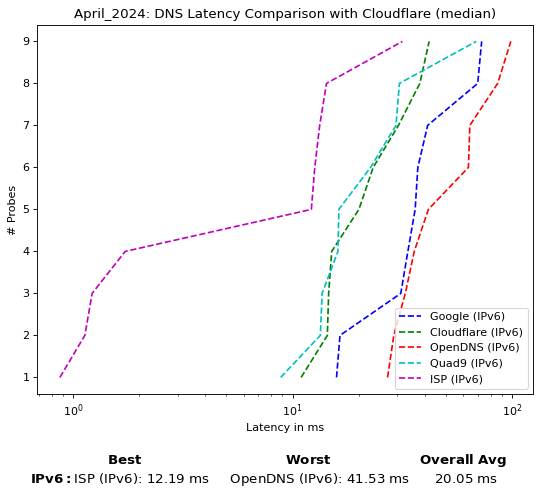 April_2024: DNS Latency Comparison with Cloudflare (median)
9
8
7
6
5
4
3
2
1
# Probes
Google (IPv6)
Cloudflare (IPv6)
OpenDNS (IPv6)
Quad9 (IPv6)
ISP (IPv6)
10⁰ 10¹ 10²
Latency in ms
Best Worst Overall Avg
IPv6: ISP (IPv6): 12.19 ms OpenDNS (IPv6): 41.53 ms 20.05 ms